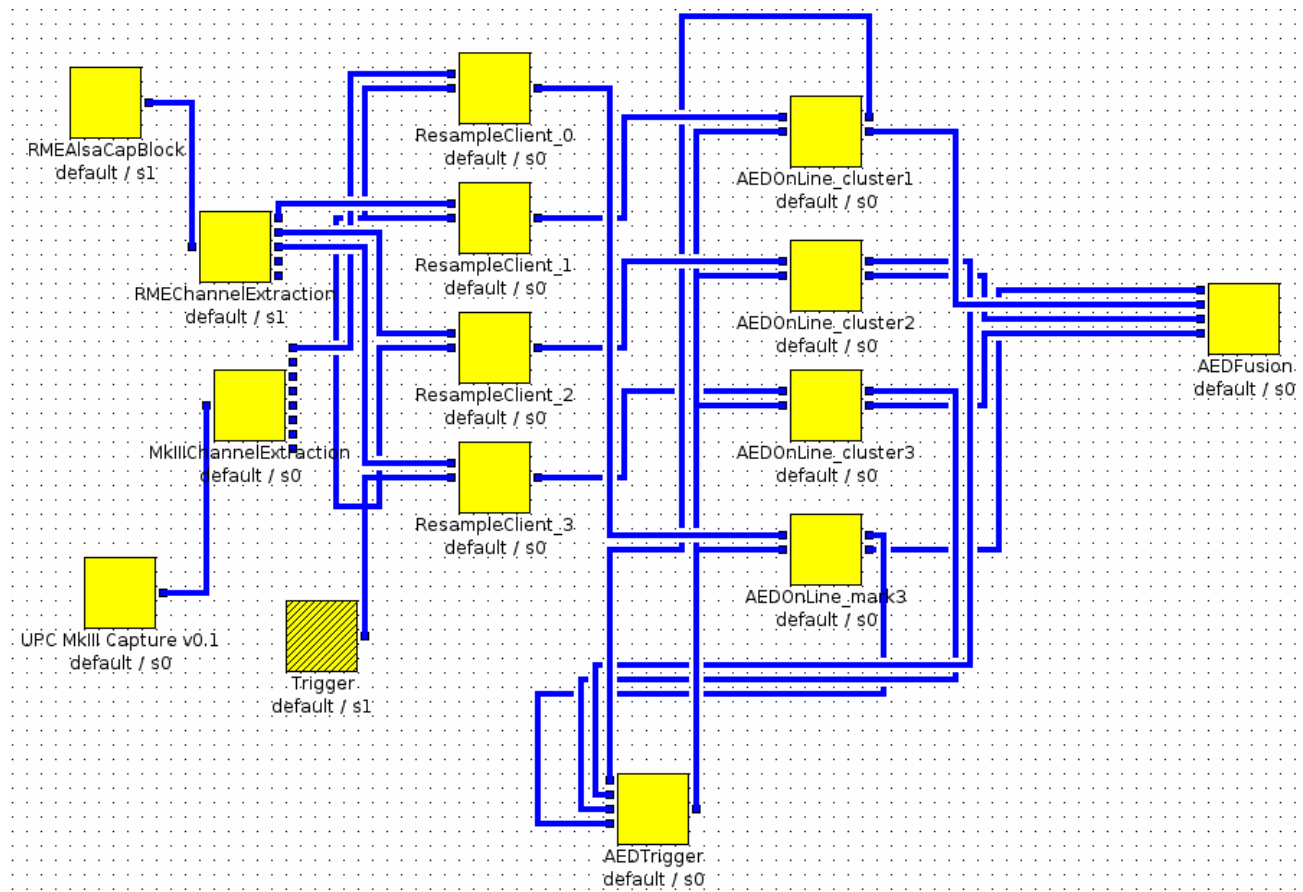 RMEAlsaCapBlock
default / s1
RMEChannelExtraction
default / s1
MkIIIChannelExtraction
default / s0
UPC MkIII Capture v0.1
default / s0
Trigger
default / s1
ResampleClient_0
default / s0
ResampleClient_1
default / s0
ResampleClient_2
default / s0
ResampleClient_3
default / s0
AEDOnLine_cluster1
default / s0
AEDOnLine_cluster2
default / s0
AEDOnLine_cluster3
default / s0
AEDOnLine_mark3
default / s0
AEDTrigger
default / s0
AEDFusion
default / s0